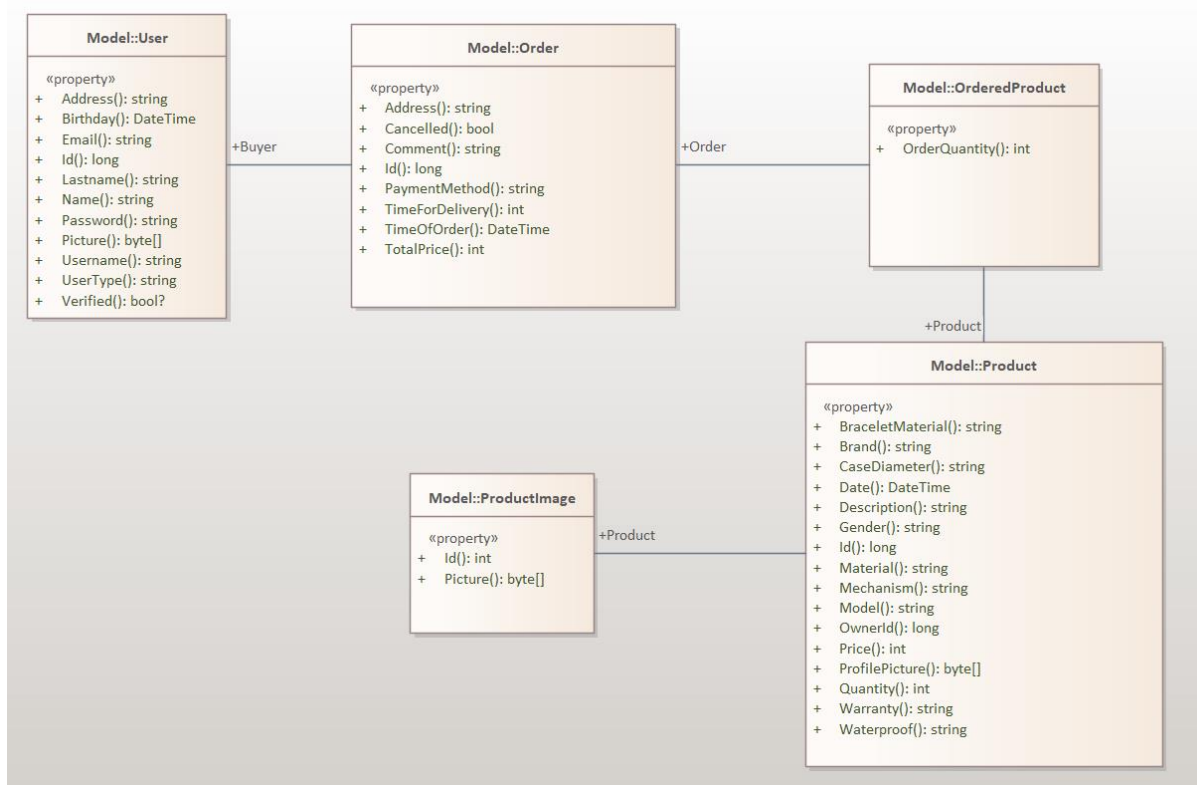 Model::User
«property»
+ Address(): string
+ Birthday(): DateTime
+ Email(): string
+ Id(): long
+ Lastname(): string
+ Name(): string
+ Password(): string
+ Picture(): byte[]
+ Username(): string
+ UserType(): string
+ Verified(): bool?
+Buyer
Model::Order
«property»
+ Address(): string
+ Cancelled(): bool
+ Comment(): string
+ Id(): long
+ PaymentMethod(): string
+ TimeForDelivery(): int
+ TimeOfOrder(): DateTime
+ TotalPrice(): int
+Order
Model::OrderedProduct
«property»
+ OrderQuantity(): int
+Product
Model::Product
«property»
+ BraceletMaterial(): string
+ Brand(): string
+ CaseDiameter(): string
+ Date(): DateTime
+ Description(): string
+ Gender(): string
+ Id(): long
+ Material(): string
+ Mechanism(): string
+ Model(): string
+ OwnerId(): long
+ Price(): int
+ ProfilePicture(): byte[]
+ Quantity(): int
+ Warranty(): string
+ Waterproof(): string
Model::ProductImage
«property»
+ Id(): int
+ Picture(): byte[]
+Product